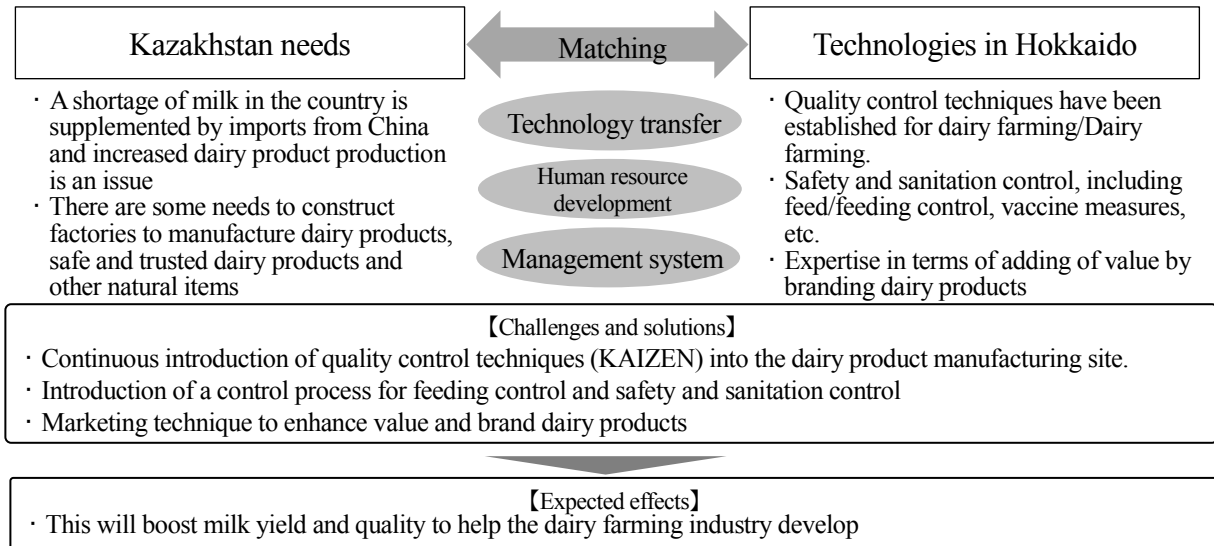 Kazakhstan needs
Matching
Technologies in Hokkaido
・A shortage of milk in the country is
supplemented by imports from China
and increased dairy product production
is an issue
・There are some needs to construct
factories to manufacture dairy products,
safe and trusted dairy products and
other natural items
Technology transfer
Human resource
development
Management system
・Quality control techniques have been
established for dairy farming/Dairy
farming.
・Safety and sanitation control, including
feed/feeding control, vaccine measures,
etc.
・Expertise in terms of adding of value by
branding dairy products
【Challenges and solutions】
・Continuous introduction of quality control techniques (KAIZEN) into the dairy product manufacturing site.
・Introduction of a control process for feeding control and safety and sanitation control
・Marketing technique to enhance value and brand dairy products
【Expected effects】
・This will boost milk yield and quality to help the dairy farming industry develop